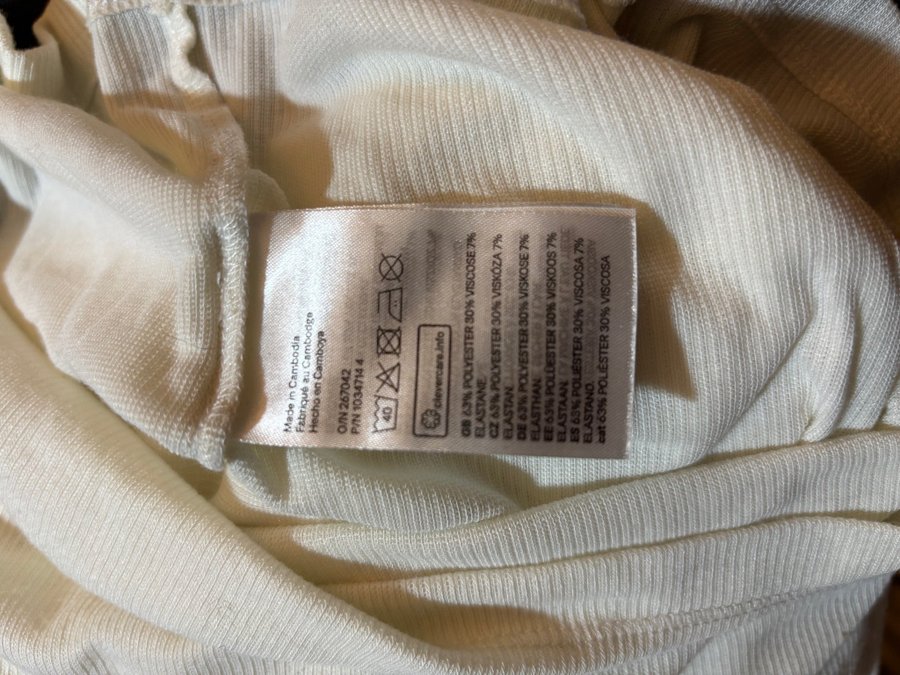 Made in Cambodia
Fabriqué au Cambodge
Hecho en Camboya
O/N 267042
P/N 1034714 4
40
clevercare.info
GB 63% POLYESTER 30% VISCOSE 7%
ELASTANE.
CZ 63% POLYESTER 30% VISKÓZA 7%
ELASTAN.
DE 63% POLYESTER 30% VISKOSE 7%
ELASTHAN.
EE 63% POLÜESTER 30% VISKOOS 7%
ELASTAAN.
ES 63% POLIÉSTER 30% VISCOSA 7%
ELASTANO.
cat 63% POLIÈSTER 30% VISCOSA